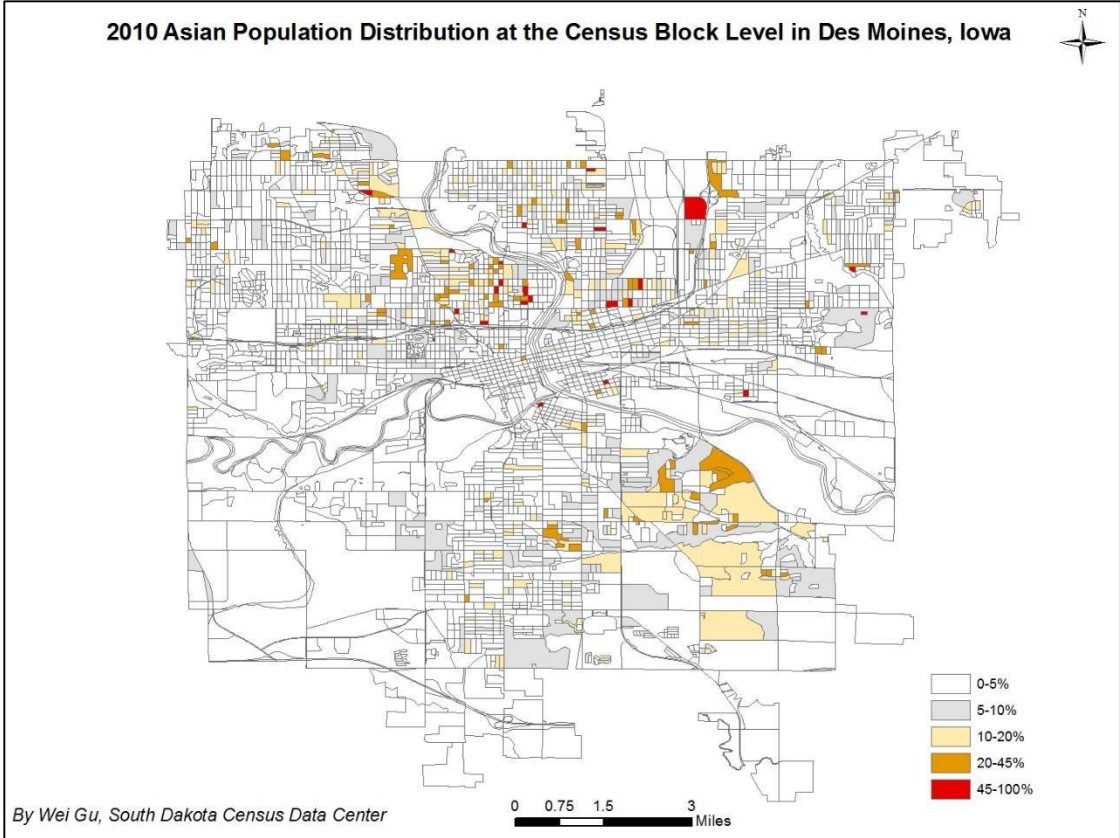 2010 Asian Population Distribution at the Census Block Level in Des Moines, Iowa
N
0-5%
5-10%
10-20%
20-45%
45-100%
By Wei Gu, South Dakota Census Data Center
0 0.75 1.5 3
Miles